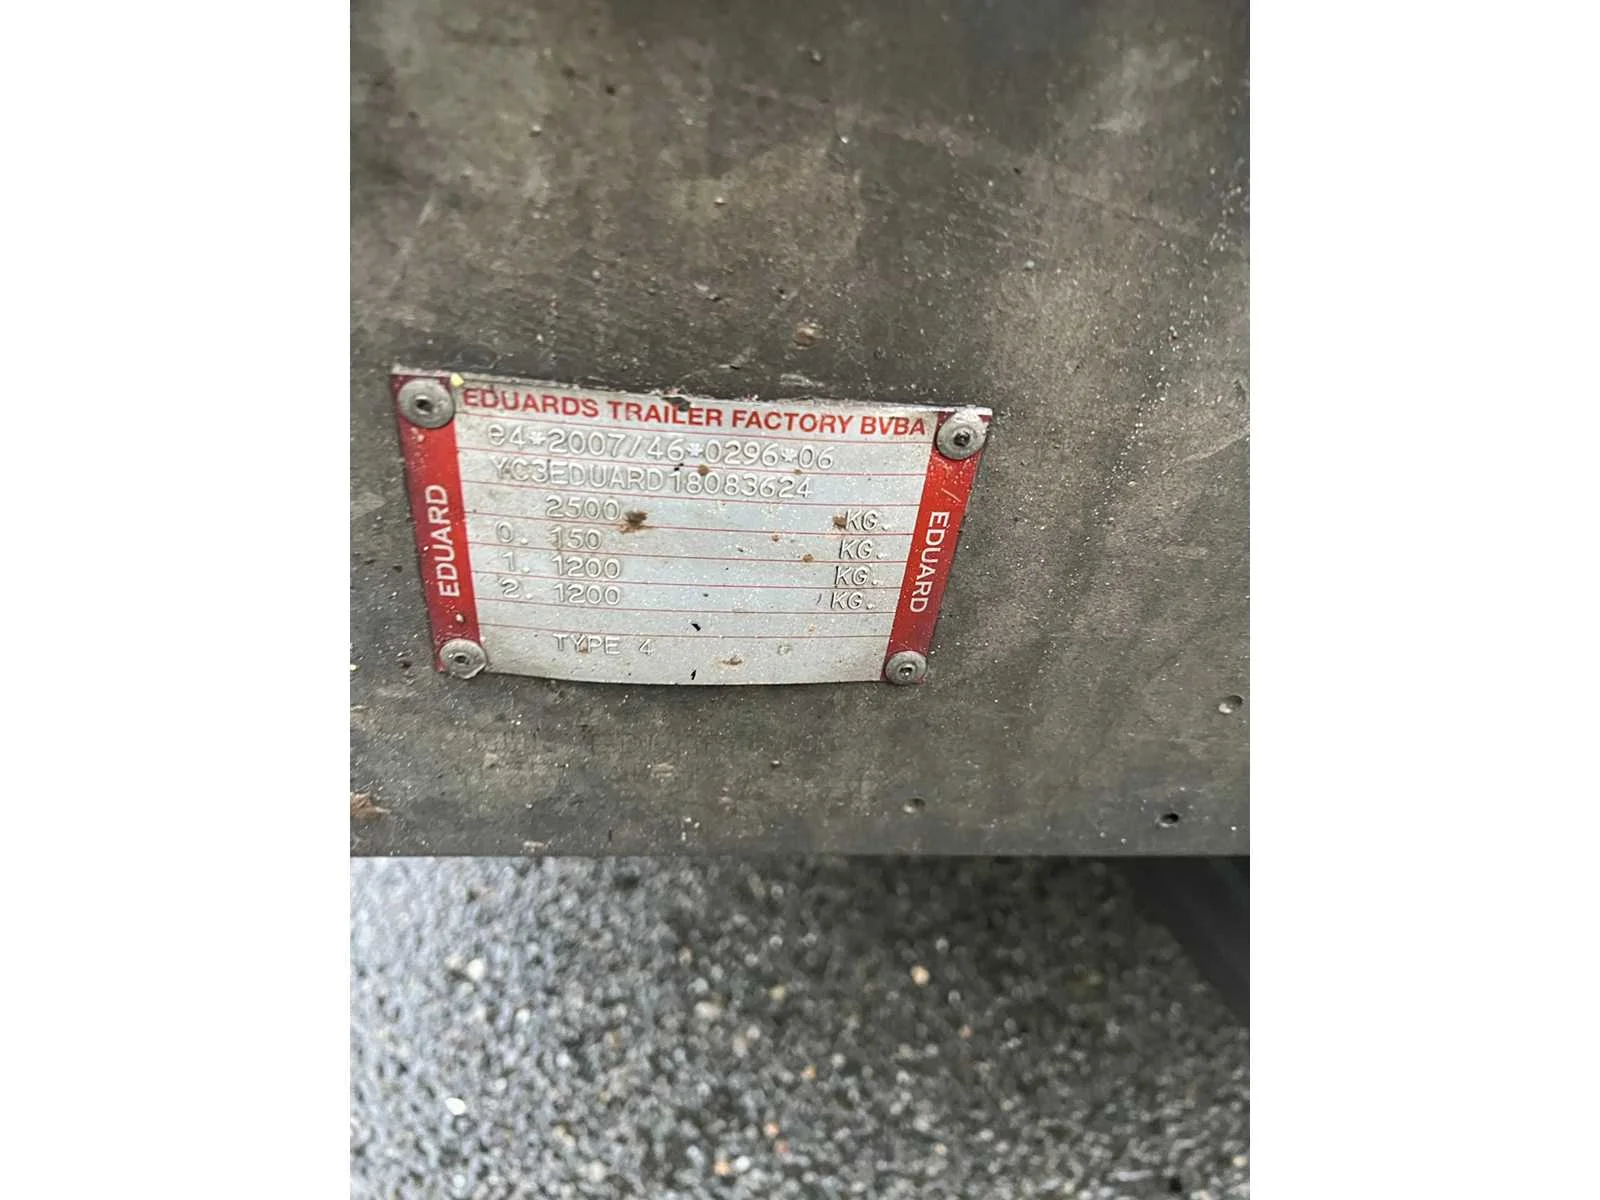 EDUARDS TRAILER FACTORY BVBA
e4*2007/46*0296*06
YC3EDUARD18083624
2500 KG.
0. 150 KG.
1. 1200 KG.
2. 1200 KG.
TYPE 4
EDUARD
EDUARD